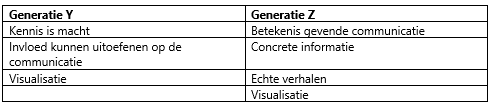 Generatie Y	Generatie Z
Kennis is macht	Betekenis gevende communicatie
Invloed kunnen uitoefenen op de	Concrete informatie
communicatie
Visualisatie	Echte verhalen
Visualisatie